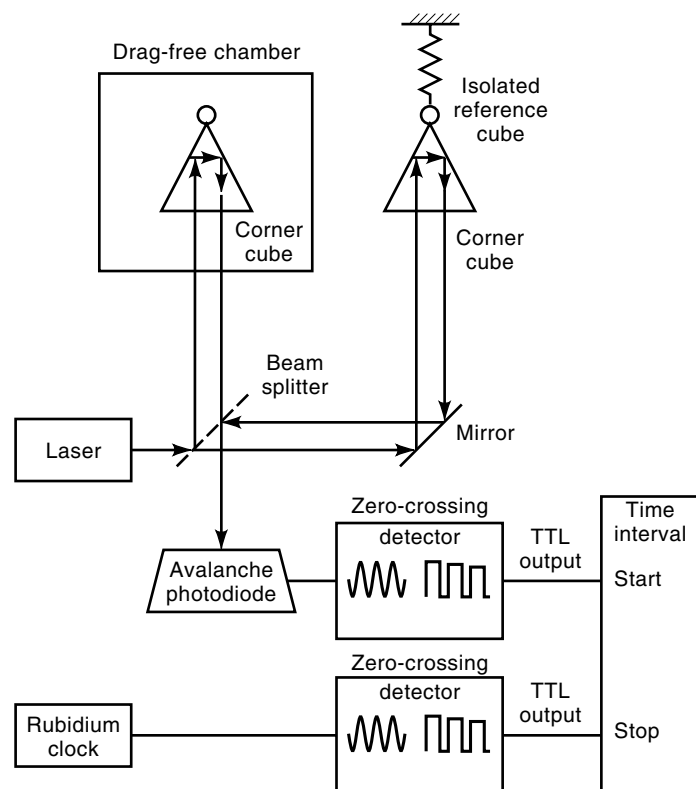 Drag-free chamber
Isolated
reference
cube
Corner
cube
Corner
cube
Beam
splitter
Laser
Mirror
Zero-crossing
detector
TTL
output
Time
interval
Start
Avalanche
photodiode
Zero-crossing
detector
TTL
output
Stop
Rubidium
clock